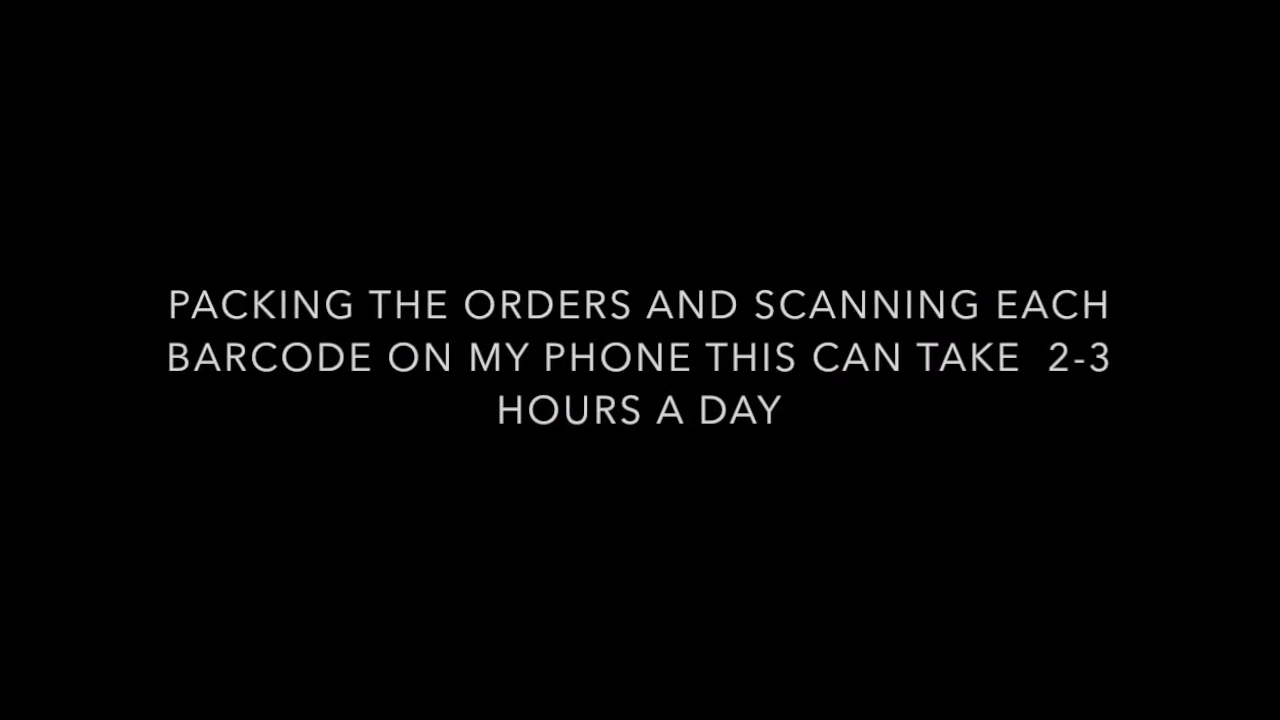 PACKING THE ORDERS AND SCANNING EACH
BARCODE ON MY PHONE THIS CAN TAKE  2-3
HOURS A DAY